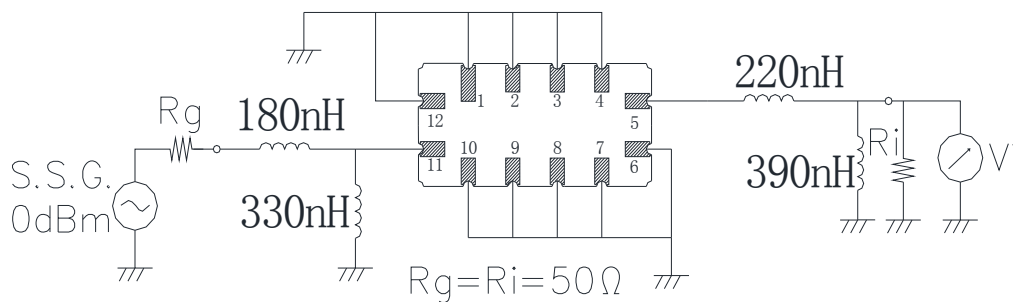 220nH
1 2 3 4
12 5
Rg 180nH
11 10 9 8 7 6
Ri V
S.S.G.
0dBm
330nH
390nH
Rg=Ri=50Ω